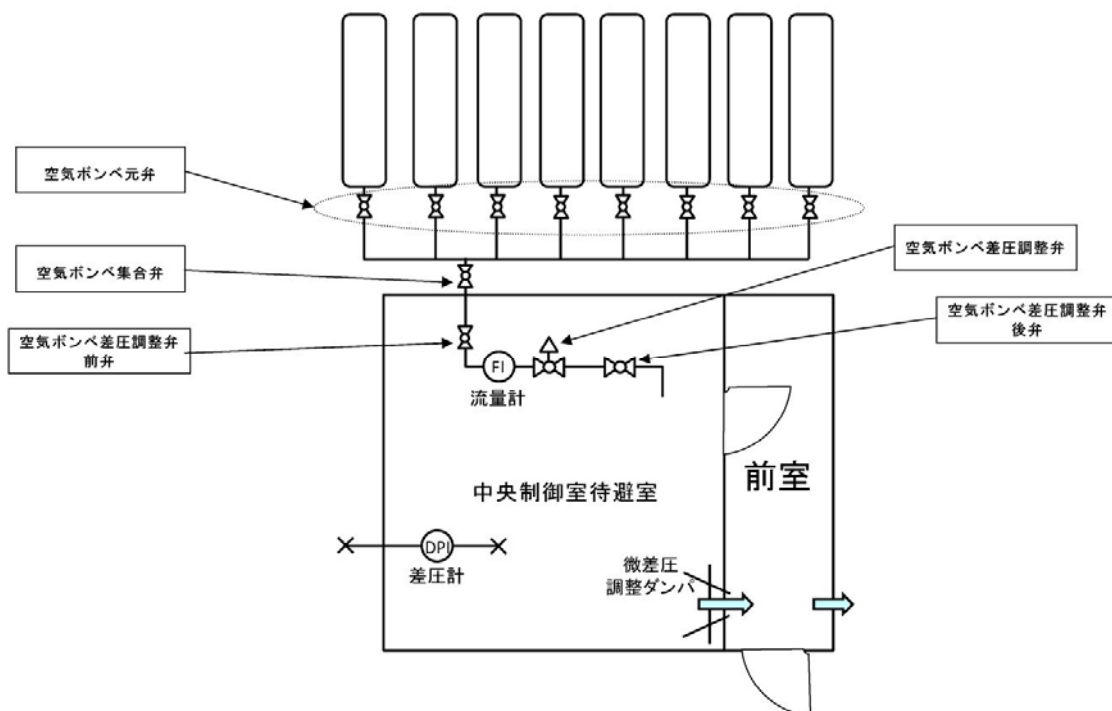 空気ボンベ元弁
空気ボンベ集合弁
空気ボンベ差圧調整弁
空気ボンベ差圧調整弁
前弁
空気ボンベ差圧調整弁
後弁
FI
流量計
前室
中央制御室待避室
DPI
差圧計
微差圧
調整ダンパ